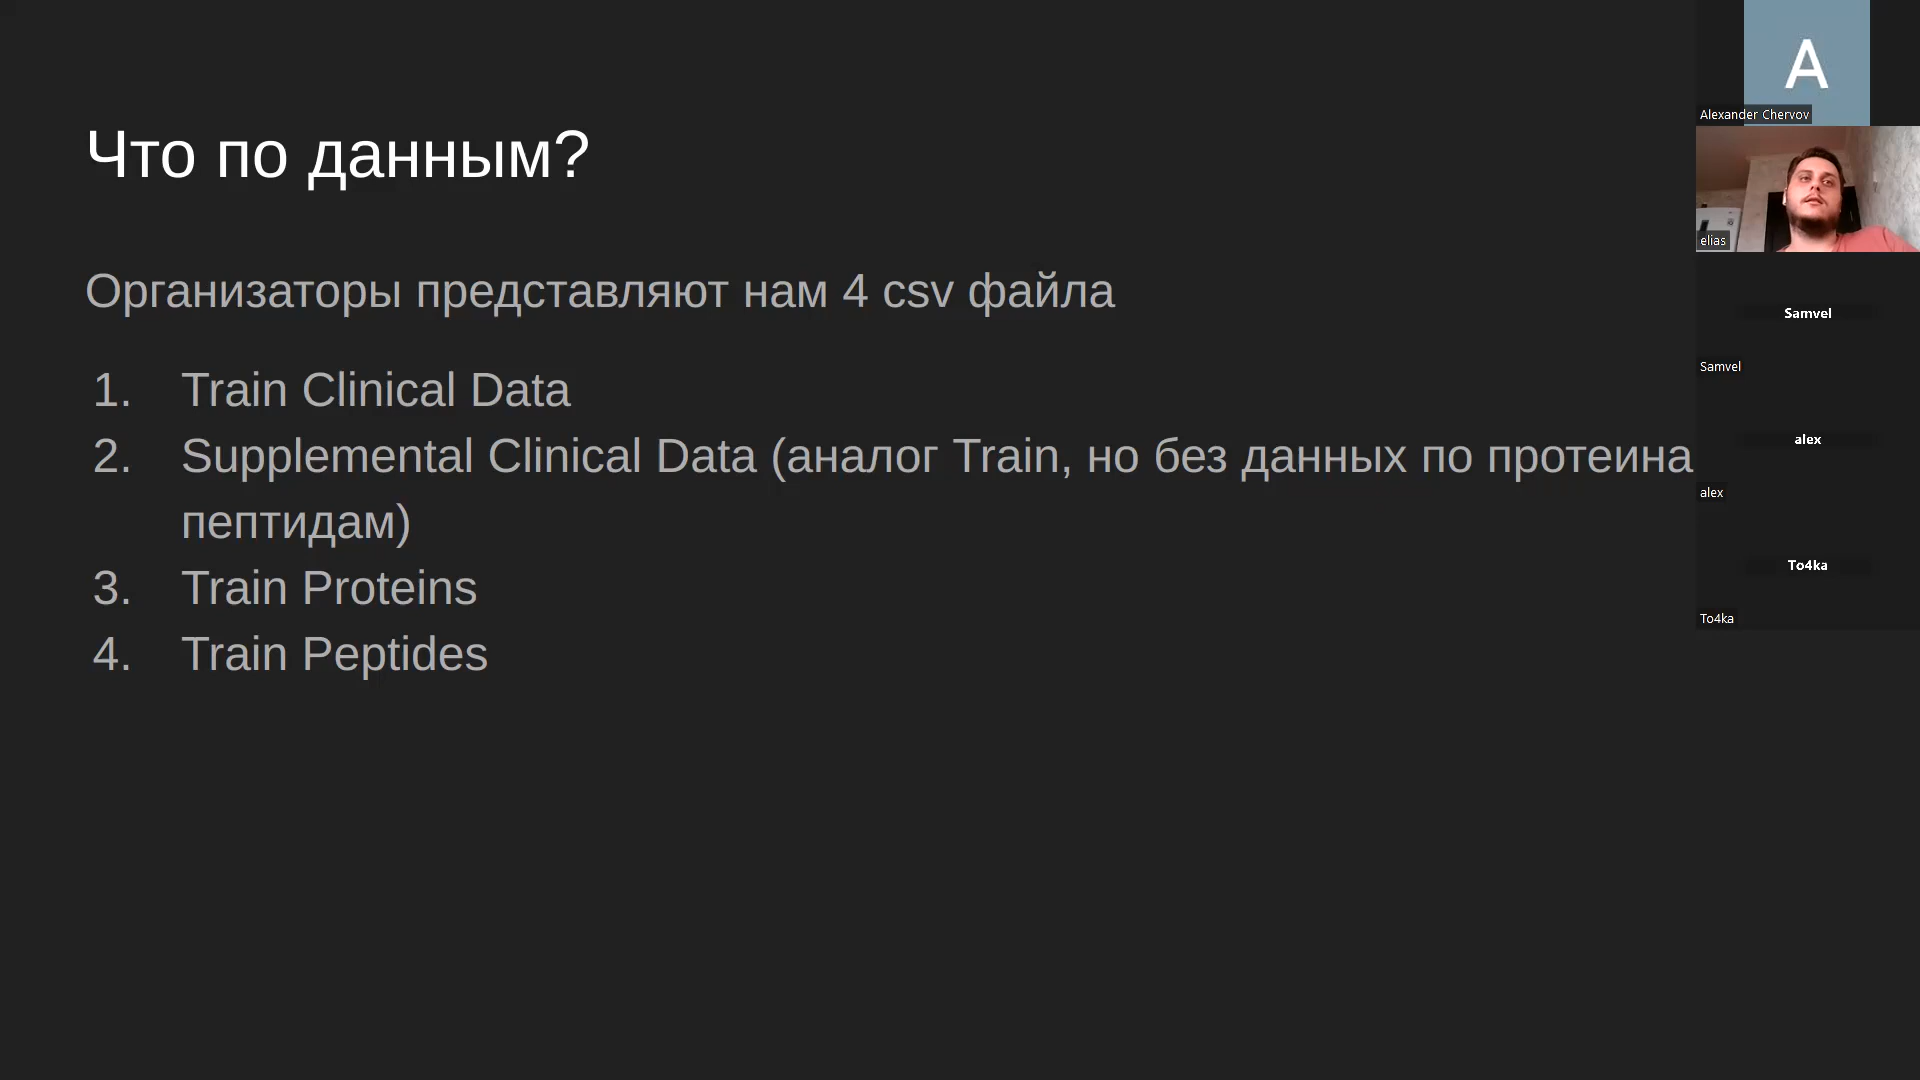 Что по данным?
Организаторы представляют нам 4 csv файла
1. Train Clinical Data
2. Supplemental Clinical Data (аналог Train, но без данных по протеина
пептидам)
3. Train Proteins
4. Train Peptides
A
Alexander Chervov
elias
Samvel
Samvel
alex
alex
To4ka
To4ka